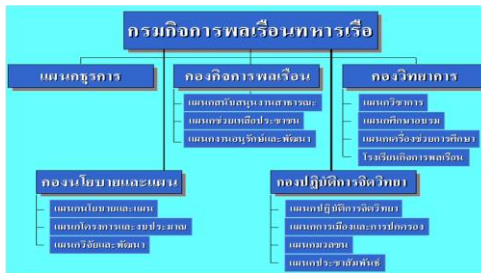 กรมกิจการพลเรือนทหารเรือ
แผนกธุรการ
กองกิจการพลเรือน
แผนกสนับสนุนงานสาธารณะ
แผนกช่วยเหลือประชาชน
แผนกงานอนุรักษ์และพัฒนา
กองวิทยาการ
แผนกวิชาการ
แผนกศึกษาอบรม
แผนกเครื่องช่วยการศึกษา
โรงเรียนกิจการพลเรือน
กองนโยบายและแผน
แผนกนโยบายและแผน
แผนกโครงการและงบประมาณ
แผนกวิจัยและพัฒนา
กองปฏิบัติการจิตวิทยา
แผนกปฏิบัติการจิตวิทยา
แผนกการเมืองและการปกครอง
แผนกมวลชน
แผนกประชาสัมพันธ์